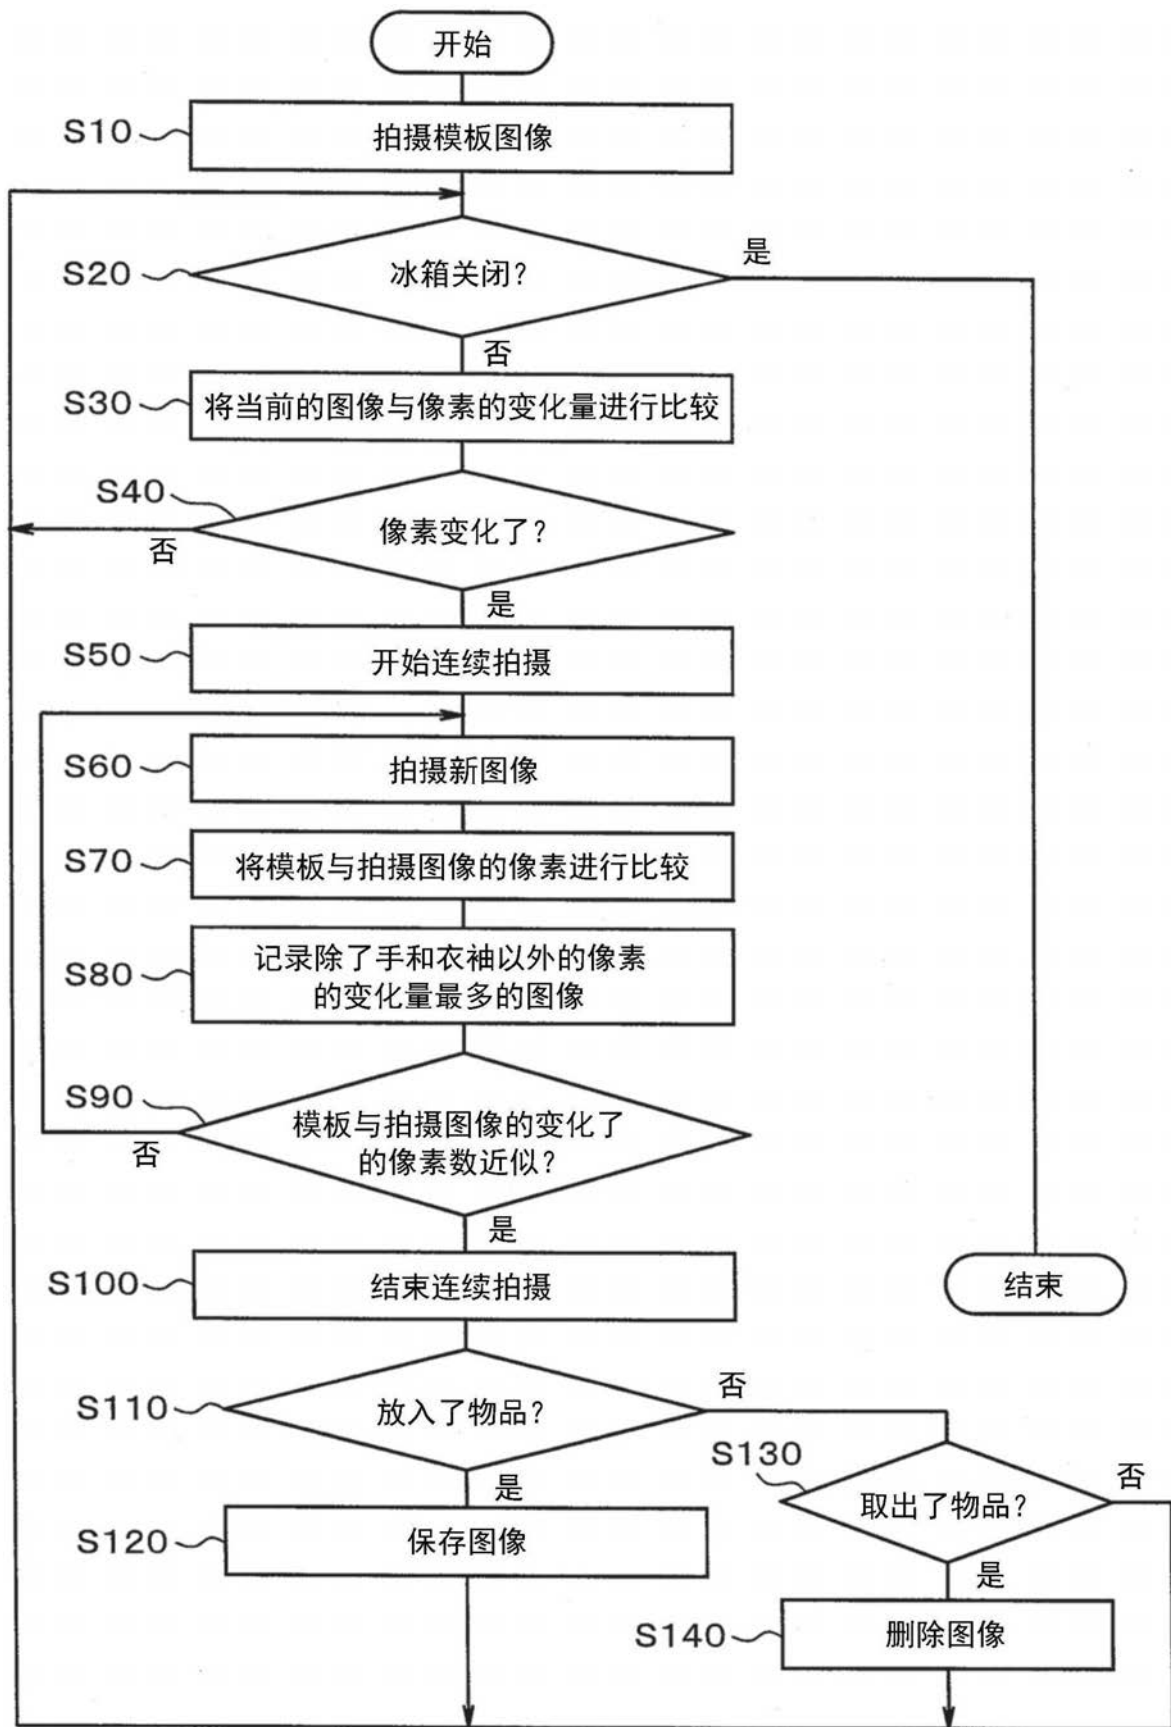 开始
S10
拍摄模板图像
S20
冰箱关闭?
是
否
S30
将当前的图像与像素的变化量进行比较
S40
像素变化了?
否
是
S50
开始连续拍摄
S60
拍摄新图像
S70
将模板与拍摄图像的像素进行比较
S80
记录除了手和衣袖以外的像素
的变化量最多的图像
S90
模板与拍摄图像的变化了
的像素数近似?
否
是
S100
结束连续拍摄
结束
S110
放入了物品?
否
是
S120
保存图像
S130
取出了物品?
否
是
S140
删除图像